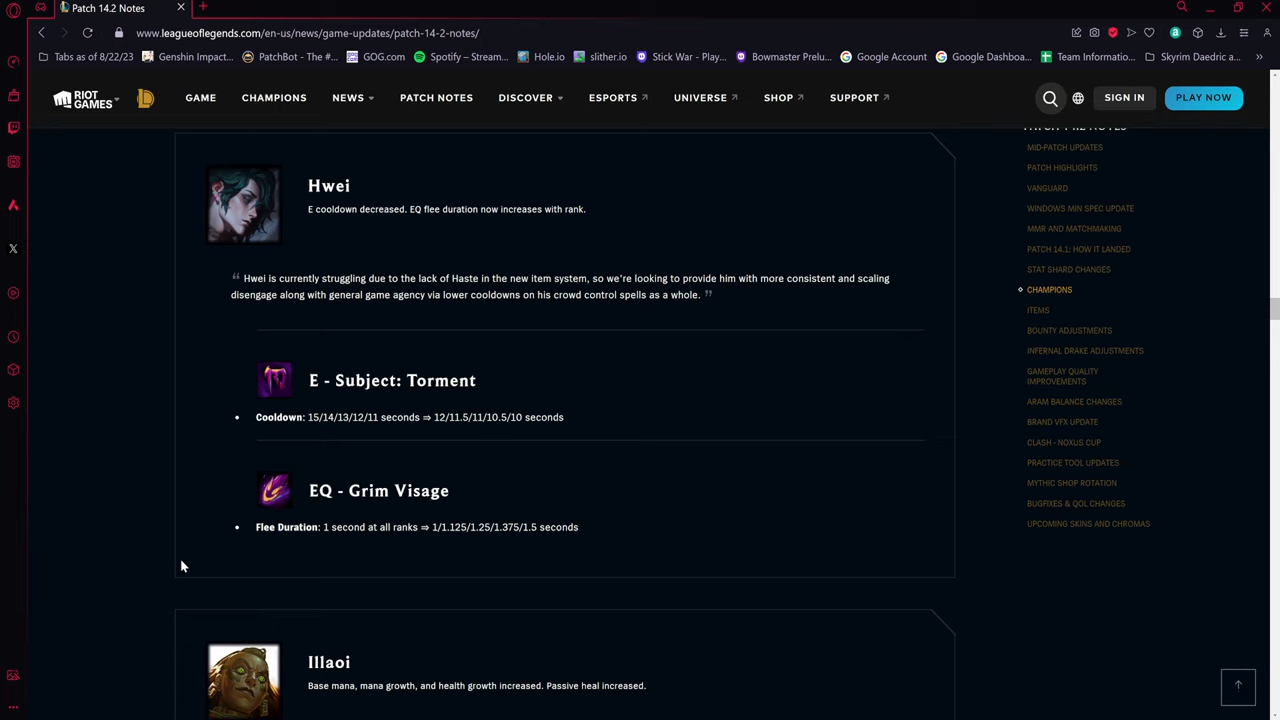 Patch 14.2 Notes
www.leagueoflegends.com/en-us/news/game-updates/patch-14-2-notes/
Tabs as of 8/22/23 Genshin Impact... PatchBot - The #... GOG.com Spotify – Stream... Hole.io slither.io Stick War - Play... Bowmaster Prelu... Google Account Google Dashboa... Team Informatio... Skyrim Daedric a... »
RIOT GAMES GAME CHAMPIONS NEWS PATCH NOTES DISCOVER ESPORTS UNIVERSE SHOP SUPPORT SIGN IN PLAY NOW
Hwei
E cooldown decreased. EQ flee duration now increases with rank.
“ Hwei is currently struggling due to the lack of Haste in the new item system, so we're looking to provide him with more consistent and scaling
disengage along with general game agency via lower cooldowns on his crowd control spells as a whole. ”
E - Subject: Torment
• Cooldown: 15/14/13/12/11 seconds ⇒ 12/11.5/11/10.5/10 seconds
EQ - Grim Visage
• Flee Duration: 1 second at all ranks ⇒ 1/1.125/1.25/1.375/1.5 seconds
Illaoi
Base mana, mana growth, and health growth increased. Passive heal increased.
PATCH 14.2 NOTES
MID-PATCH UPDATES
PATCH HIGHLIGHTS
VANGUARD
WINDOWS MIN SPEC UPDATE
MMR AND MATCHMAKING
PATCH 14.1: HOW IT LANDED
STAT SHARD CHANGES
CHAMPIONS
ITEMS
BOUNTY ADJUSTMENTS
INFERNAL DRAKE ADJUSTMENTS
GAMEPLAY QUALITY
IMPROVEMENTS
ARAM BALANCE CHANGES
BRAND VFX UPDATE
CLASH - NOXUS CUP
PRACTICE TOOL UPDATES
MYTHIC SHOP ROTATION
BUGFIXES & QOL CHANGES
UPCOMING SKINS AND CHROMAS